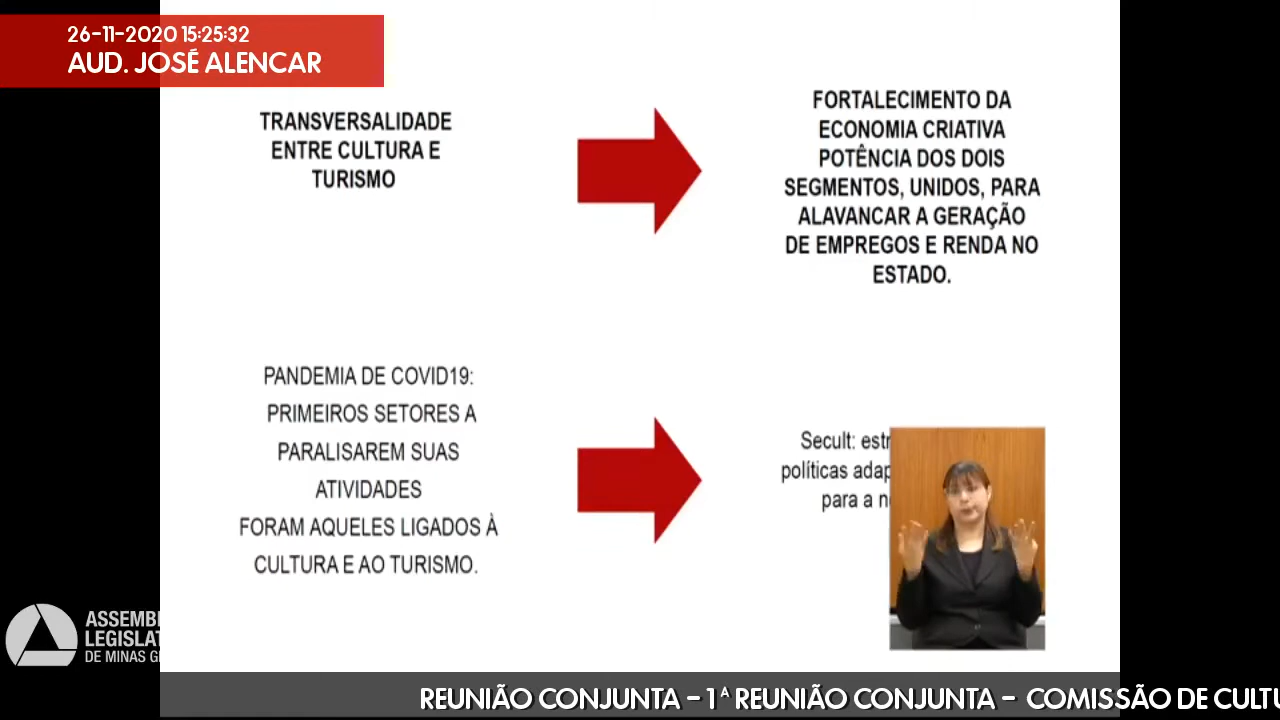 26-11-2020 15:25:32
AUD. JOSÉ ALENCAR
TRANSVERSALIDADE
ENTRE CULTURA E
TURISMO
FORTALECIMENTO DA
ECONOMIA CRIATIVA
POTÊNCIA DOS DOIS
SEGMENTOS, UNIDOS, PARA
ALAVANCAR A GERAÇÃO
DE EMPREGOS E RENDA NO
ESTADO.
PANDEMIA DE COVID19:
PRIMEIROS SETORES A
PARALISAREM SUAS
ATIVIDADES
FORAM AQUELES LIGADOS À
CULTURA E AO TURISMO.
Secult:
políticas
para a
ASSEMB
LEGISLAT
DE MINAS G
REUNIÃO CONJUNTA - 1ª REUNIÃO CONJUNTA - COMISSÃO DE CULTU